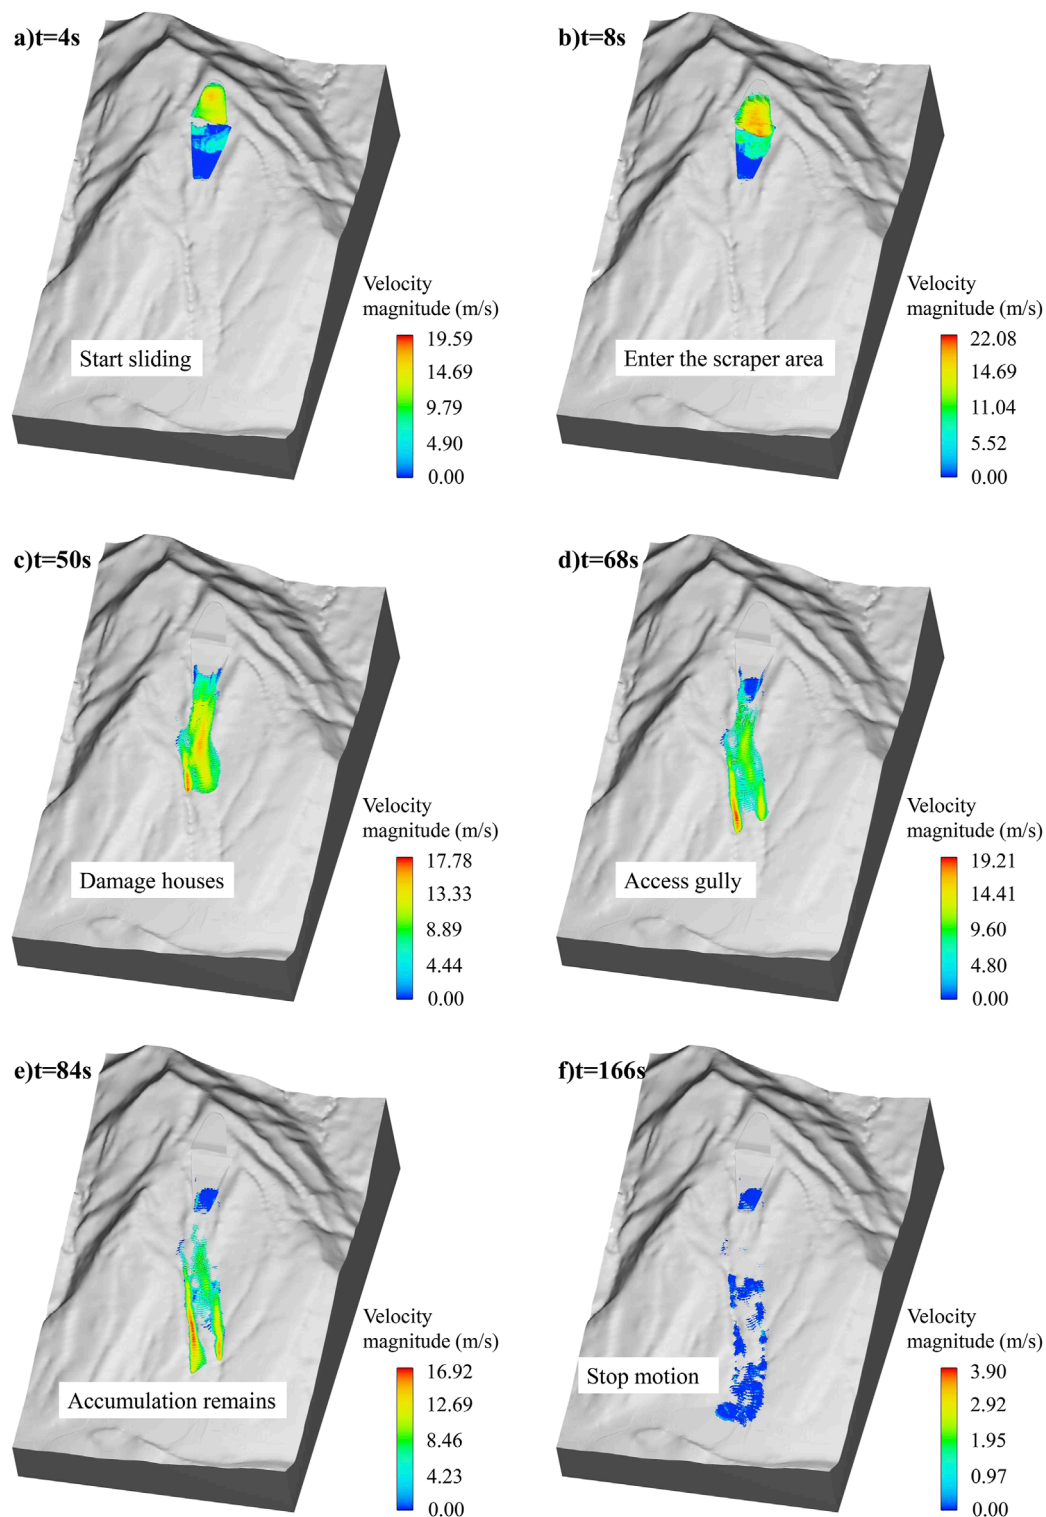 a)t=4s
Velocity
magnitude (m/s)
19.59
14.69
9.79
4.90
0.00
Start sliding
b)t=8s
Velocity
magnitude (m/s)
22.08
14.69
11.04
5.52
0.00
Enter the scraper area
c)t=50s
Velocity
magnitude (m/s)
17.78
13.33
8.89
4.44
0.00
Damage houses
d)t=68s
Velocity
magnitude (m/s)
19.21
14.41
9.60
4.80
0.00
Access gully
e)t=84s
Velocity
magnitude (m/s)
16.92
12.69
8.46
4.23
0.00
Accumulation remains
f)t=166s
Velocity
magnitude (m/s)
3.90
2.92
1.95
0.97
0.00
Stop motion